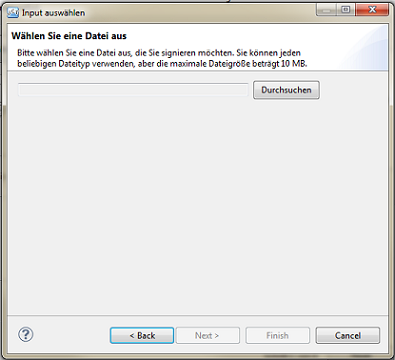 Input auswählen
Wählen Sie eine Datei aus
Bitte wählen Sie eine Datei aus, die Sie signieren möchten. Sie können jeden
beliebigen Dateityp verwenden, aber die maximale Dateigröße beträgt 10 MB.
Durchsuchen
?
< Back
Next >
Finish
Cancel